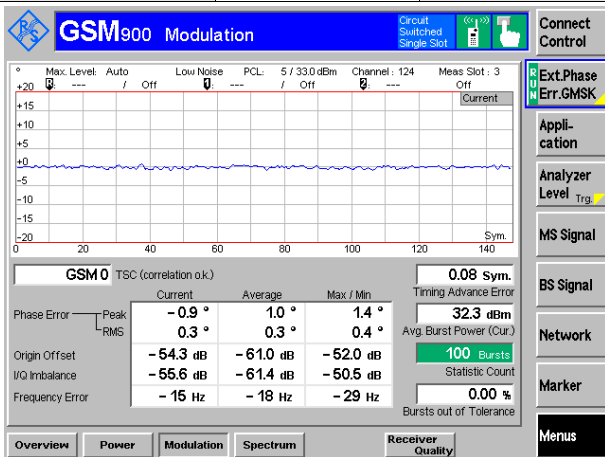 R S GSM900 Modulation Circuit Switched Single Slot Connect Control
° Max. Level: Auto Low Noise PCL: 5 / 33.0 dBm Channel : 124 Meas Slot : 3
+20 --- / Off --- / Off 2: --- Off
Current
+15
+10
+5
+0
-5
-10
-15
-20 Sym.
0 20 40 60 80 100 120 140
GSM 0 TSC (correlation o.k.) 0.08 Sym.
Current Average Max / Min Timing Advance Error
Phase Error Peak – 0.9 ° 1.0 ° 1.4 ° 32.3 dBm
RMS 0.3 ° 0.3 ° 0.4 ° Avg. Burst Power (Cur.)
Origin Offset – 54.3 dB – 61.0 dB – 52.0 dB 100 Bursts
I/Q Imbalance – 55.6 dB – 61.4 dB – 50.5 dB Statistic Count
Frequency Error – 15 Hz – 18 Hz – 29 Hz 0.00 %
Bursts out of Tolerance
Overview Power Modulation Spectrum Receiver Quality
RUN Ext.Phase Err.GMSK
Appli-
cation
Analyzer
Level Trg.
MS Signal
BS Signal
Network
Marker
Menus